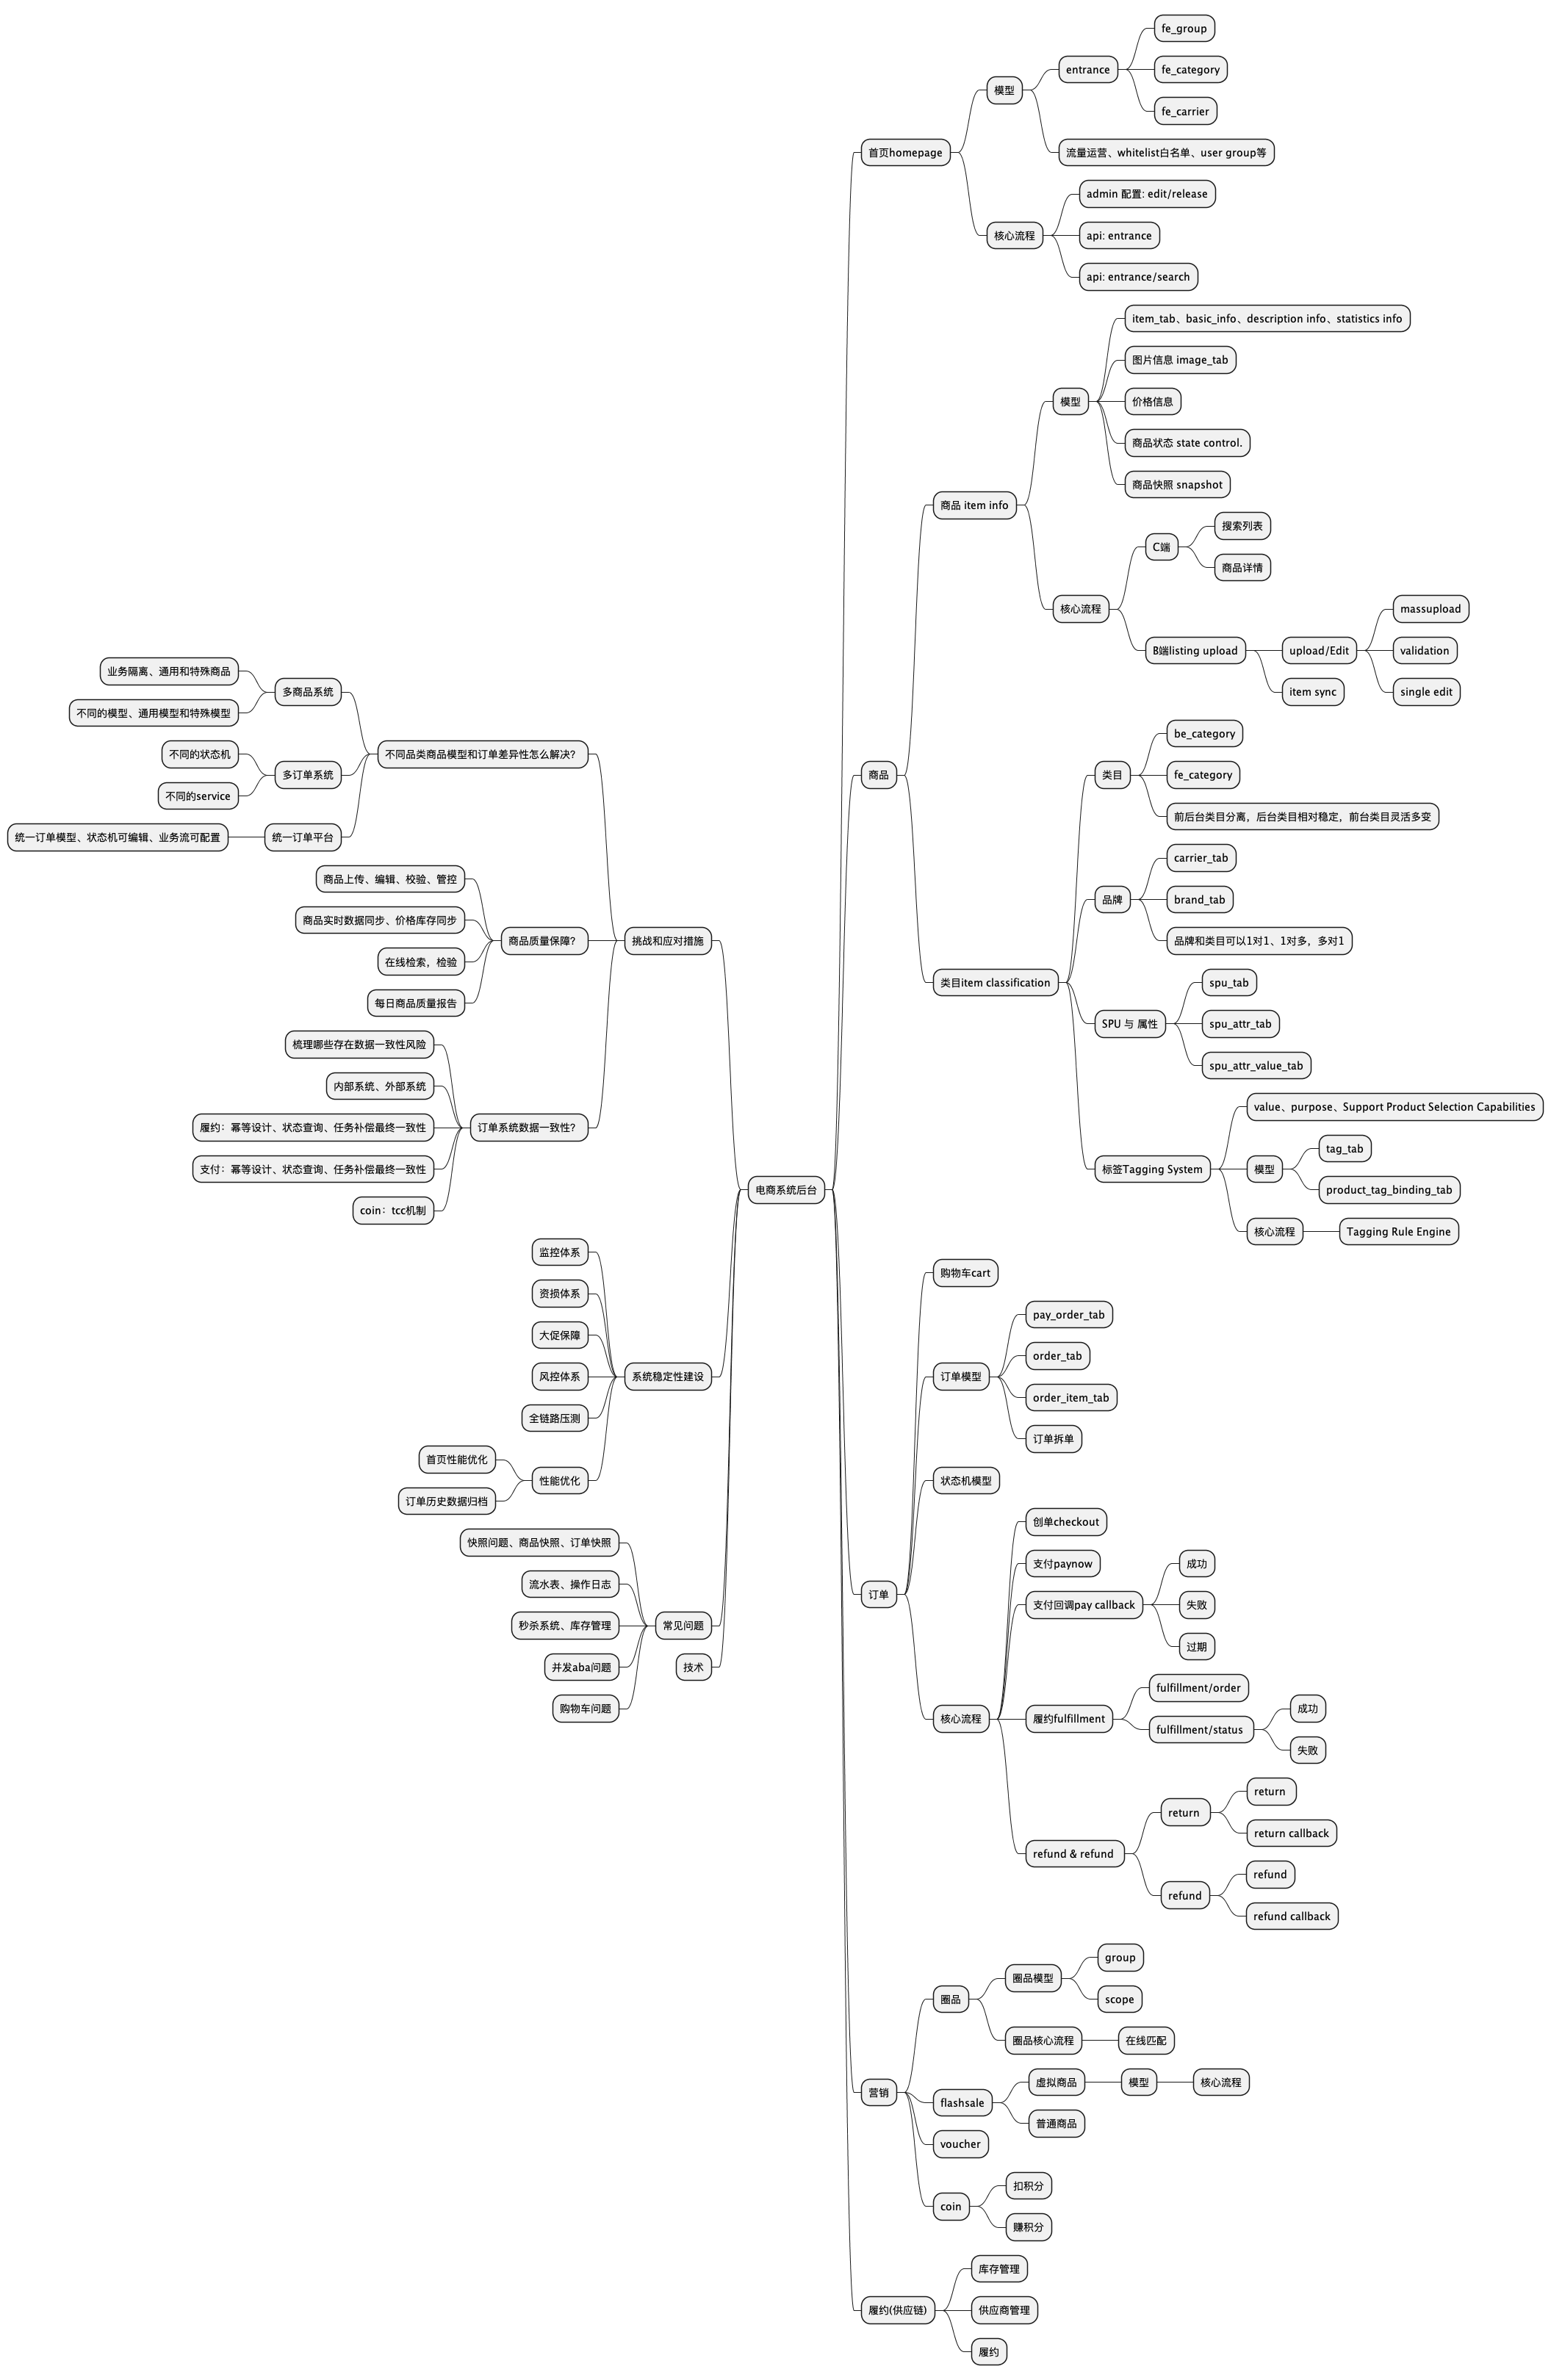 电商系统后台
首页homepage
模型
entrance
fe_group
fe_category
fe_carrier
流量运营、whitelist白名单、user group等
核心流程
admin 配置: edit/release
api: entrance
api: entrance/search
商品
商品 item info
模型
item_tab、basic_info、description info、statistics info
图片信息 image_tab
价格信息
商品状态 state control.
商品快照 snapshot
核心流程
C端
搜索列表
商品详情
B端listing upload
upload/Edit
massupload
validation
single edit
item sync
类目item classification
类目
be_category
fe_category
前后台类目分离，后台类目相对稳定，前台类目灵活多变
品牌
carrier_tab
brand_tab
品牌和类目可以1对1、1对多，多对1
SPU 与 属性
spu_tab
spu_attr_tab
spu_attr_value_tab
标签Tagging System
value、purpose、Support Product Selection Capabilities
模型
tag_tab
product_tag_binding_tab
核心流程
Tagging Rule Engine
订单
购物车cart
订单模型
pay_order_tab
order_tab
order_item_tab
订单拆单
状态机模型
核心流程
创单checkout
支付paynow
支付回调pay callback
成功
失败
过期
履约fulfillment
fulfillment/order
fulfillment/status
成功
失败
refund & refund
return
return
return callback
refund
refund
refund callback
营销
圈品
圈品模型
group
scope
圈品核心流程
在线匹配
flashsale
虚拟商品
模型
核心流程
普通商品
voucher
coin
扣积分
赚积分
履约(供应链)
库存管理
供应商管理
履约
挑战和应对措施
不同品类商品模型和订单差异性怎么解决？
多商品系统
业务隔离、通用和特殊商品
不同的模型、通用模型和特殊模型
多订单系统
不同的状态机
不同的service
统一订单平台
统一订单模型、状态机可编辑、业务流可配置
商品质量保障？
商品上传、编辑、校验、管控
商品实时数据同步、价格库存同步
在线检索，检验
每日商品质量报告
订单系统数据一致性？
梳理哪些存在数据一致性风险
内部系统、外部系统
履约：幂等设计、状态查询、任务补偿最终一致性
支付：幂等设计、状态查询、任务补偿最终一致性
coin：tcc机制
系统稳定性建设
监控体系
资损体系
大促保障
风控体系
全链路压测
性能优化
首页性能优化
订单历史数据归档
常见问题
快照问题、商品快照、订单快照
流水表、操作日志
秒杀系统、库存管理
并发aba问题
购物车问题
技术